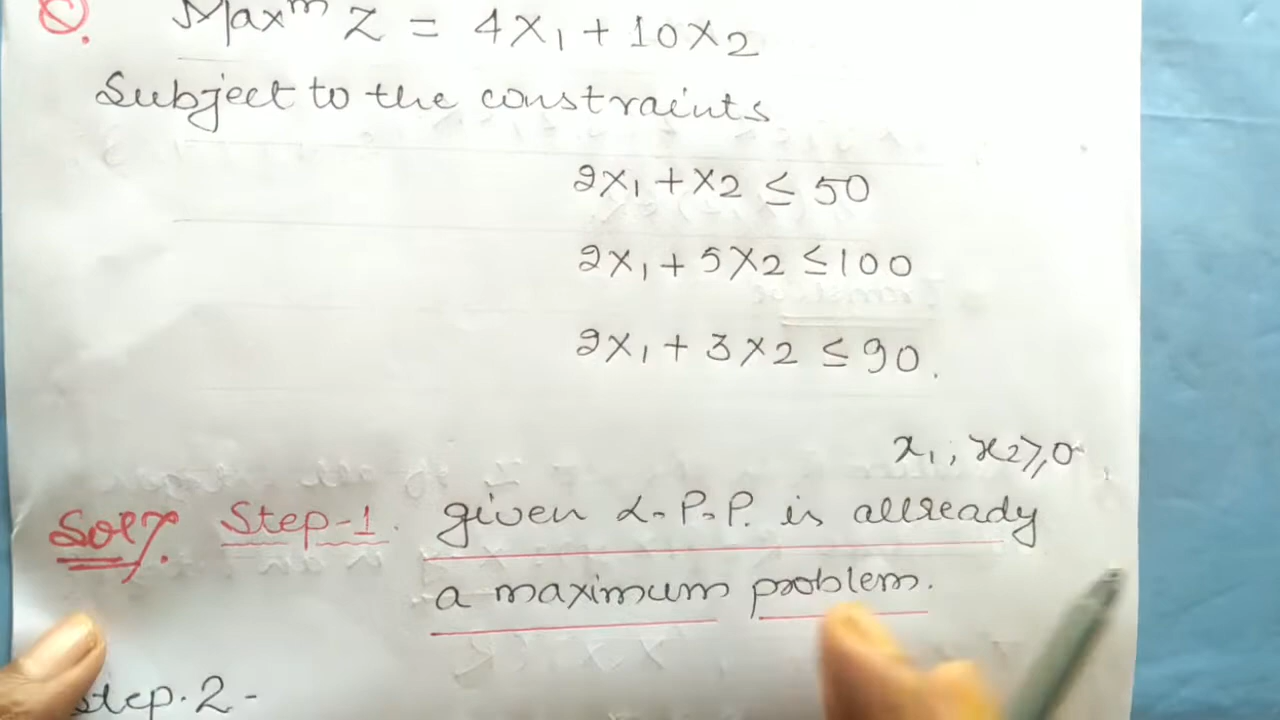 Q. Maxᵐ Z = 4X₁ + 10X₂
Subject to the constraints
2X₁ + X₂ ≤ 50
2X₁ + 5X₂ ≤ 100
2X₁ + 3X₂ ≤ 90.
x₁, x₂ ≥, 0
Solⁿ. Step-1. given L.P.P. is allready
a maximum problem.
Step.2-